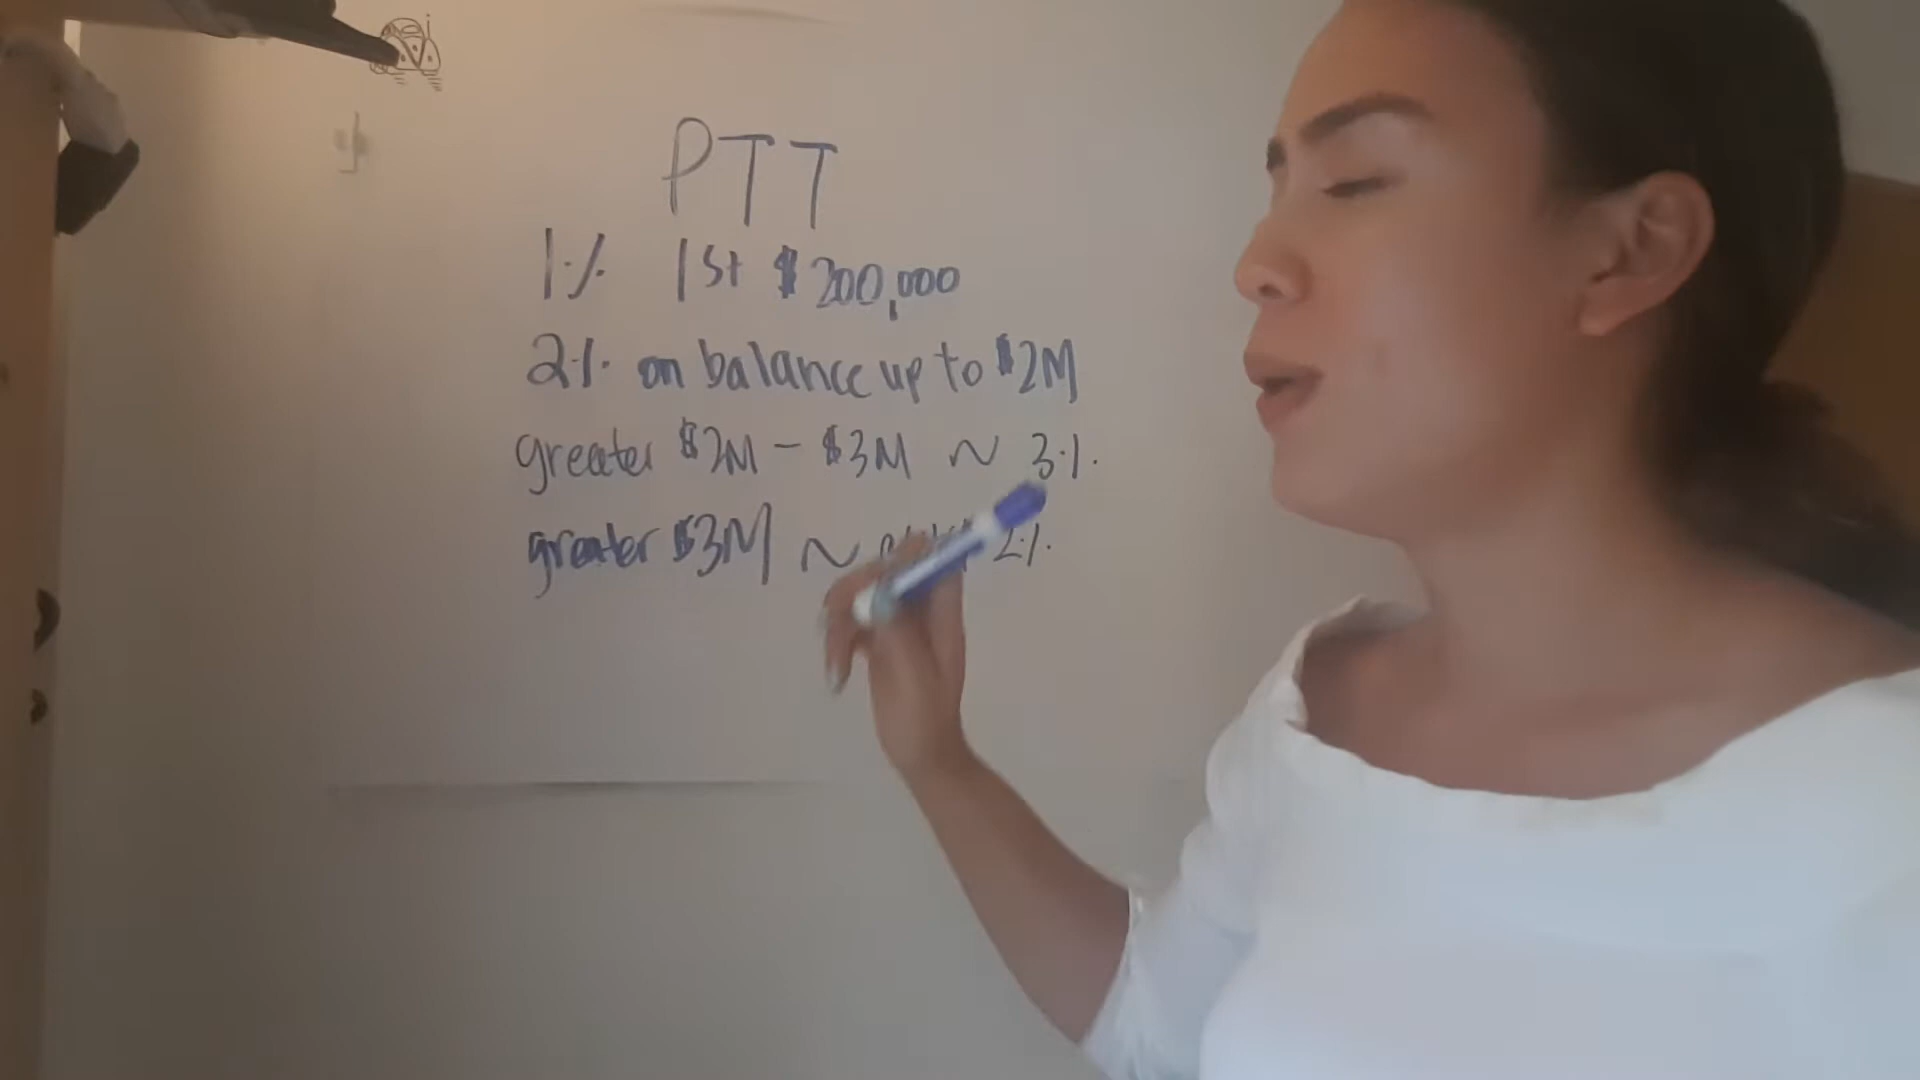 PTT
1% 1st $200,000
2% on balance up to $2M
greater $2M - $3M ~ 3%
greater $3M ~ 2%